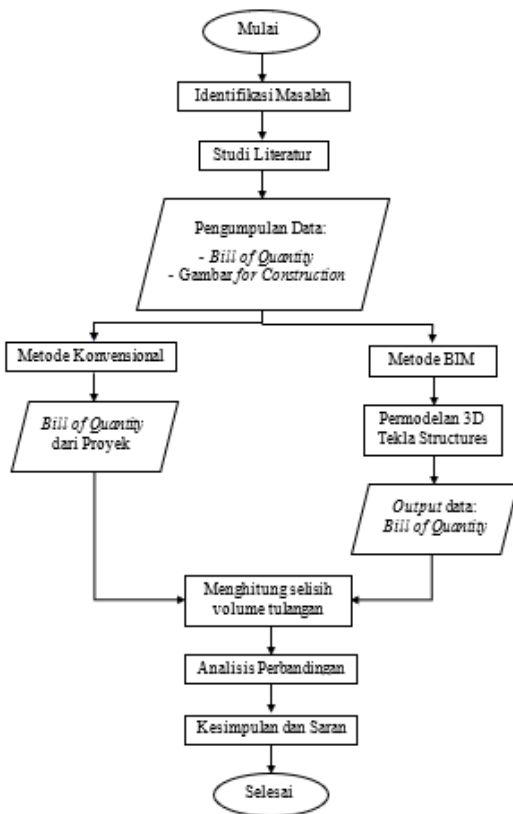 Mulai
Identifikasi Masalah
Studi Literatur
Pengumpulan Data:
- Bill of Quantity
- Gambar for Construction
Metode Konvensional
Bill of Quantity
dari Proyek
Metode BIM
Permodelan 3D
Tekla Structures
Output data:
Bill of Quantity
Menghitung selisih
volume tulangan
Analisis Perbandingan
Kesimpulan dan Saran
Selesai